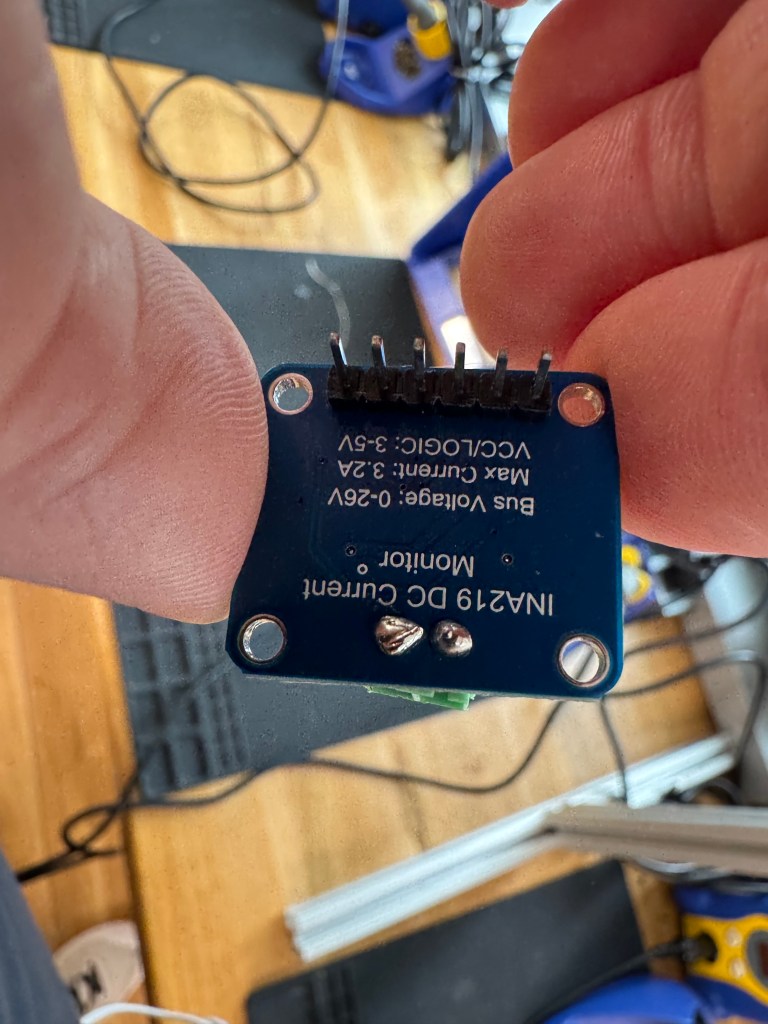 INA219 DC Current
Monitor
Bus Voltage: 0-26V
Max Current: 3.2A
VCC/LOGIC: 3-5V